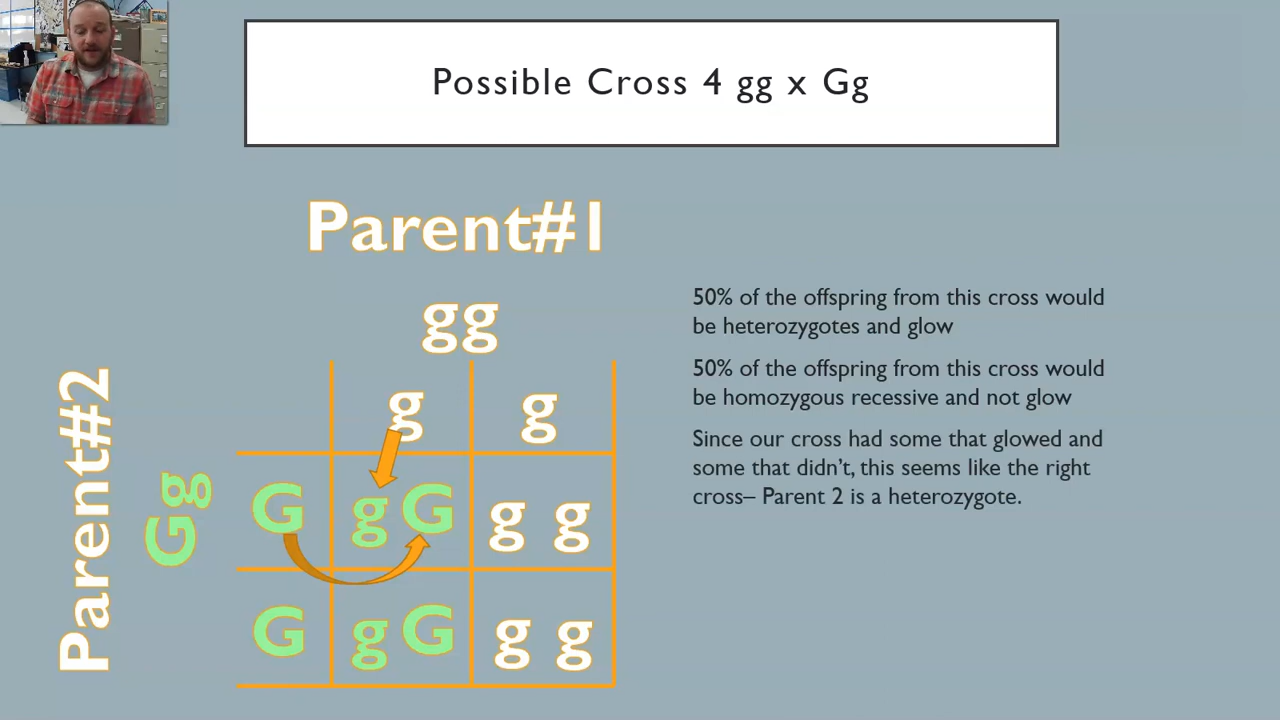 Possible Cross 4 gg x Gg
Parent#1
gg
Parent#2
Gg
g g
G gG g g
G gG g g
50% of the offspring from this cross would
be heterozygotes and glow
50% of the offspring from this cross would
be homozygous recessive and not glow
Since our cross had some that glowed and
some that didn't, this seems like the right
cross– Parent 2 is a heterozygote.